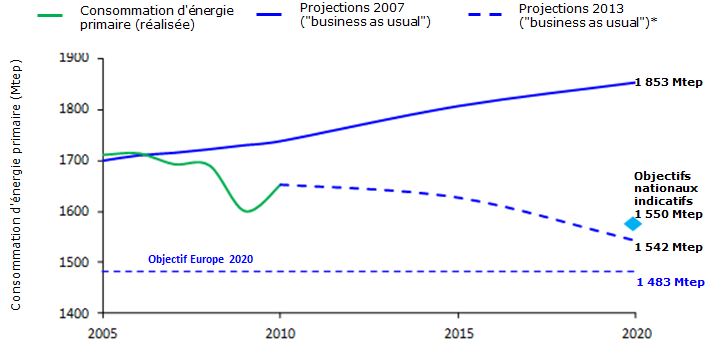 Consommation d'énergie
primaire (réalisée)
Projections 2007
("business as usual")
Projections 2013
("business as usual")*
Consommation d'énergie primaire (Mtep)
1900
1800
1700
1600
1500
1400
1 853 Mtep
Objectifs
nationaux
indicatifs
1 550 Mtep
1 542 Mtep
Objectif Europe 2020
1 483 Mtep
2005
2010
2015
2020